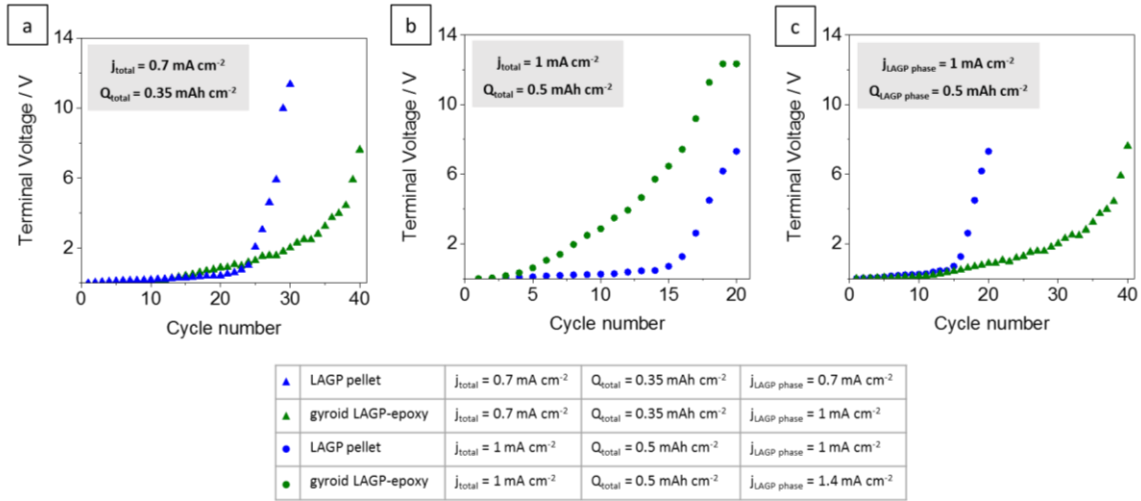 a
j_total = 0.7 mA cm⁻²
Q_total = 0.35 mAh cm⁻²
Terminal Voltage / V
14
10
6
2
0 10 20 30 40
Cycle number
b
j_total = 1 mA cm⁻²
Q_total = 0.5 mAh cm⁻²
Terminal Voltage / V
14
10
6
2
0 5 10 15 20
Cycle number
c
j_LAGP phase = 1 mA cm⁻²
Q_LAGP phase = 0.5 mAh cm⁻²
Terminal Voltage / V
14
10
6
2
0 10 20 30 40
Cycle number
LAGP pellet j_total = 0.7 mA cm⁻² Q_total = 0.35 mAh cm⁻² j_LAGP phase = 0.7 mA cm⁻²
gyroid LAGP-epoxy j_total = 0.7 mA cm⁻² Q_total = 0.35 mAh cm⁻² j_LAGP phase = 1 mA cm⁻²
LAGP pellet j_total = 1 mA cm⁻² Q_total = 0.5 mAh cm⁻² j_LAGP phase = 1 mA cm⁻²
gyroid LAGP-epoxy j_total = 1 mA cm⁻² Q_total = 0.5 mAh cm⁻² j_LAGP phase = 1.4 mA cm⁻²